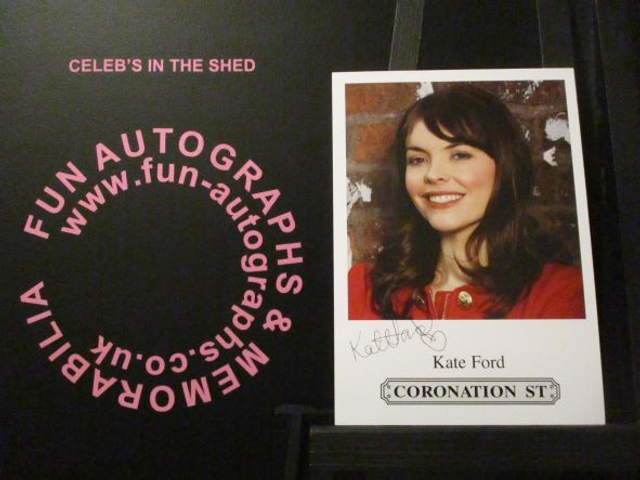 CELEB'S IN THE SHED
FUN AUTOGRAPHS & MEMORABILIA
www.fun-autographs.co.uk
Kate Ford
CORONATION ST